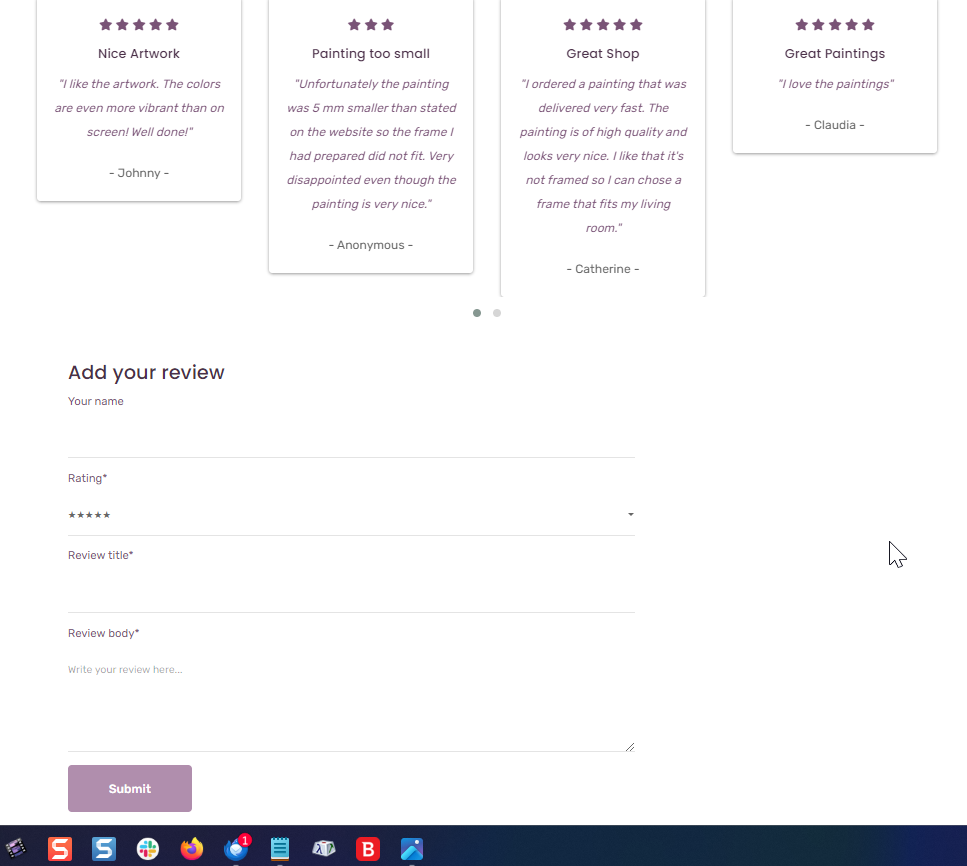 Nice Artwork
"I like the artwork. The colors
are even more vibrant than on
screen! Well done!"
- Johnny -
Painting too small
"Unfortunately the painting
was 5 mm smaller than stated
on the website so the frame I
had prepared did not fit. Very
disappointed even though the
painting is very nice."
- Anonymous -
Great Shop
"I ordered a painting that was
delivered very fast. The
painting is of high quality and
looks very nice. I like that it's
not framed so I can chose a
frame that fits my living
room."
- Catherine -
Great Paintings
"I love the paintings"
- Claudia -
Add your review
Your name
Rating*
★★★★★
Review title*
Review body*
Write your review here...
Submit
S
S
1
B